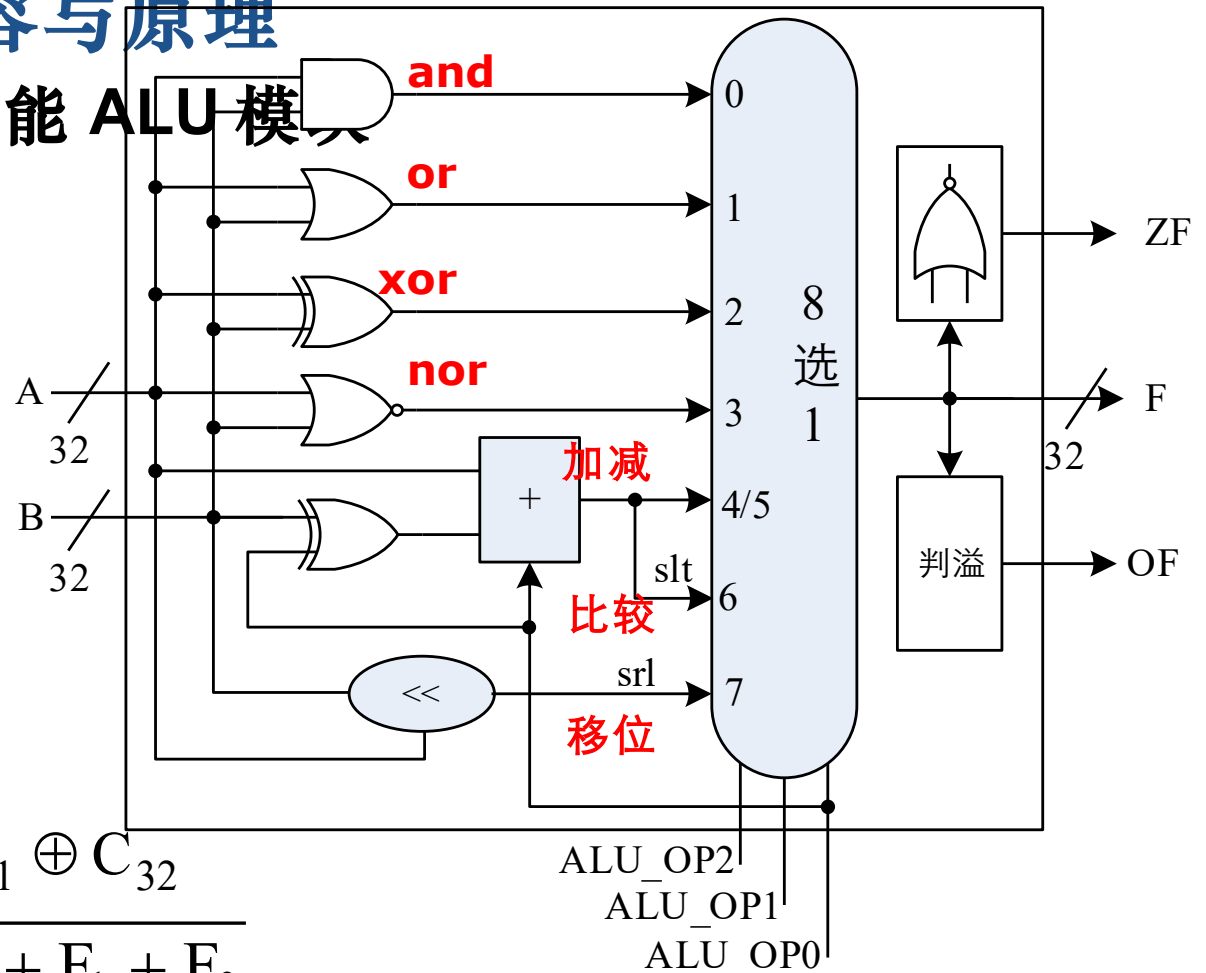 容与原理
能 ALU 模块
and
0
or
1
ZF
xor
2
8
选
1
nor
A
3
F
32
32
加减
+
4/5
B
slt
判溢
OF
32
比较
6
srl
<<
7
移位
ALU_OP2
1 ⊕ C32
ALU_OP1
ALU_OP0